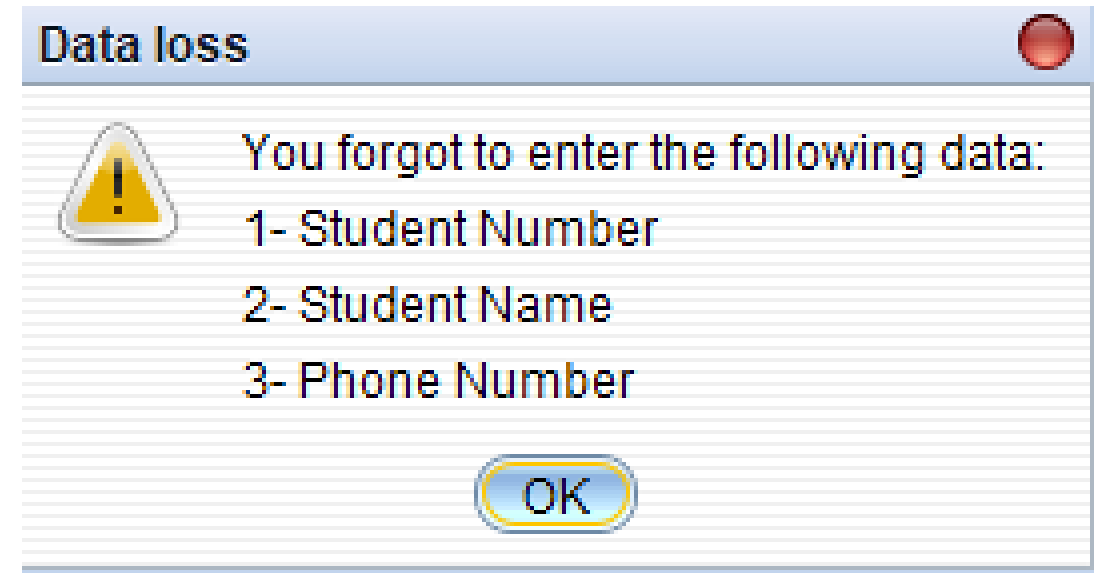 Data loss
You forgot to enter the following data:
1- Student Number
2- Student Name
3- Phone Number
OK